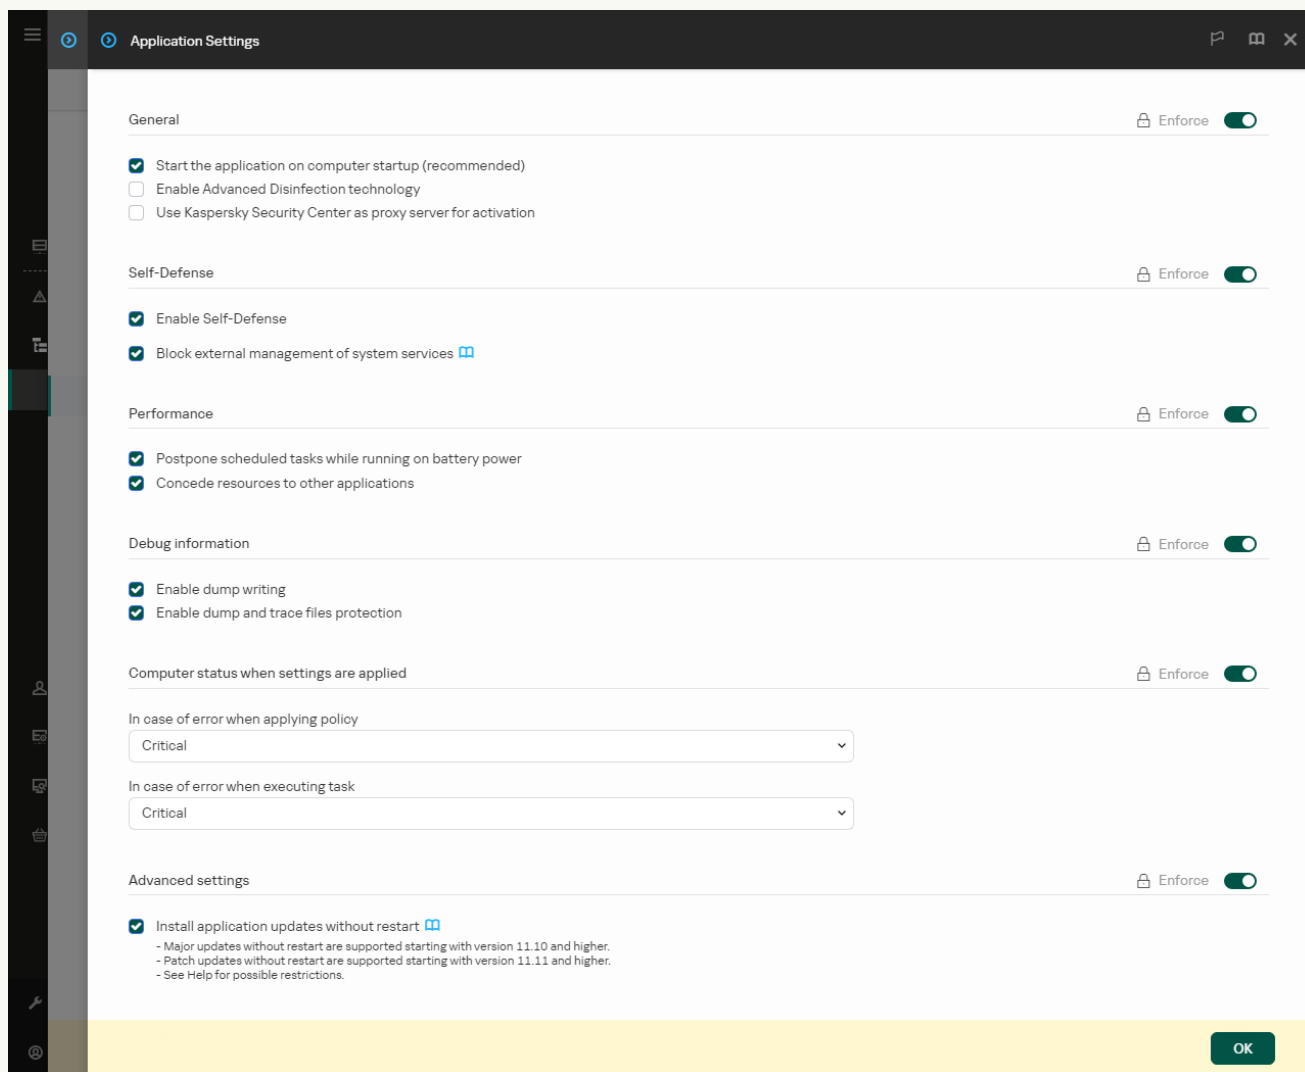 Application Settings
General
Enforce
Start the application on computer startup (recommended)
Enable Advanced Disinfection technology
Use Kaspersky Security Center as proxy server for activation
Self-Defense
Enforce
Enable Self-Defense
Block external management of system services
Performance
Enforce
Postpone scheduled tasks while running on battery power
Concede resources to other applications
Debug information
Enforce
Enable dump writing
Enable dump and trace files protection
Computer status when settings are applied
Enforce
In case of error when applying policy
Critical
In case of error when executing task
Critical
Advanced settings
Enforce
Install application updates without restart
- Major updates without restart are supported starting with version 11.10 and higher.
- Patch updates without restart are supported starting with version 11.11 and higher.
- See Help for possible restrictions.
OK